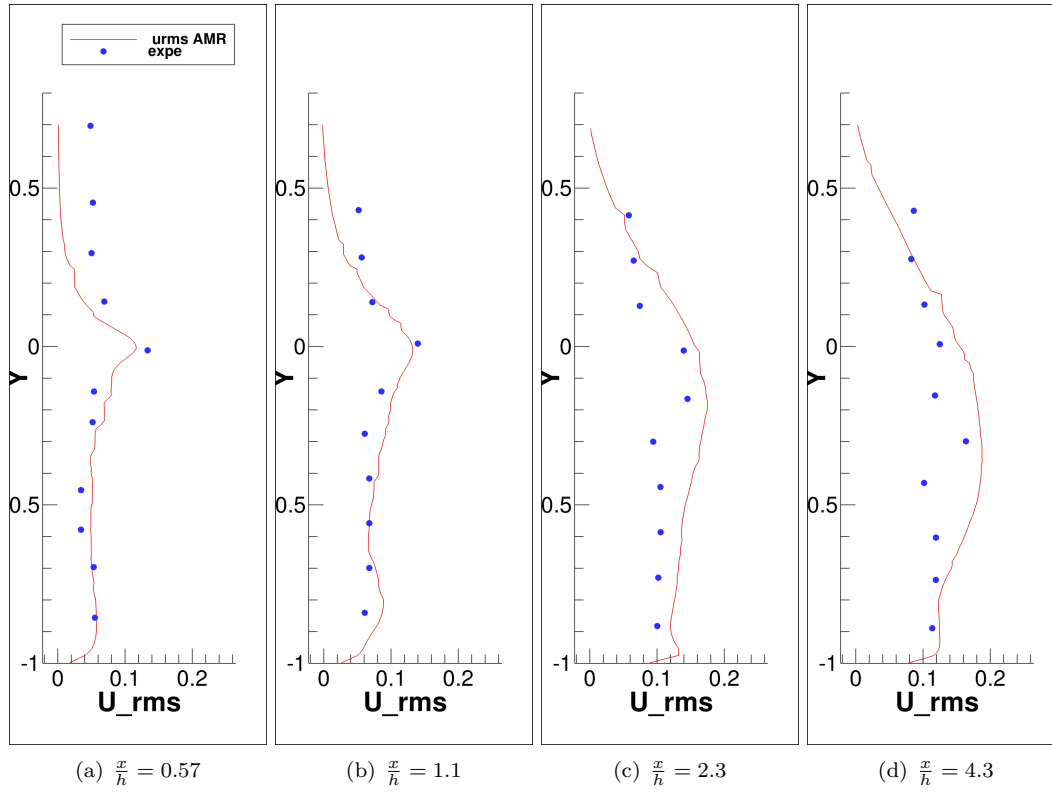 urms AMR
expe
0.5
0
0.5
-1
Y
0 0.1 0.2
U_rms
0.5
0
0.5
-1
Y
0 0.1 0.2
U_rms
0.5
0
0.5
-1
Y
0 0.1 0.2
U_rms
0.5
0
0.5
-1
Y
0 0.1 0.2
U_rms
(a) x/h = 0.57
(b) x/h = 1.1
(c) x/h = 2.3
(d) x/h = 4.3